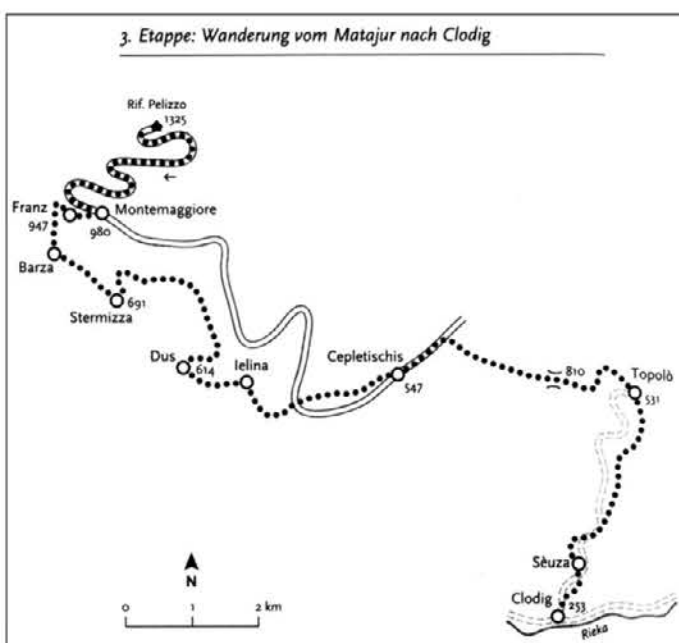 3. Etappe: Wanderung vom Matajur nach Clodig
Rif. Pelizzo
1325
←
Franz
947
Montemaggiore
980
Barza
691
Stermizza
Dus
614
Ielina
Cepletischis
547
810
Topolò
531
N
Sèuza
Clodig
253
0 1 2 km
Rieka